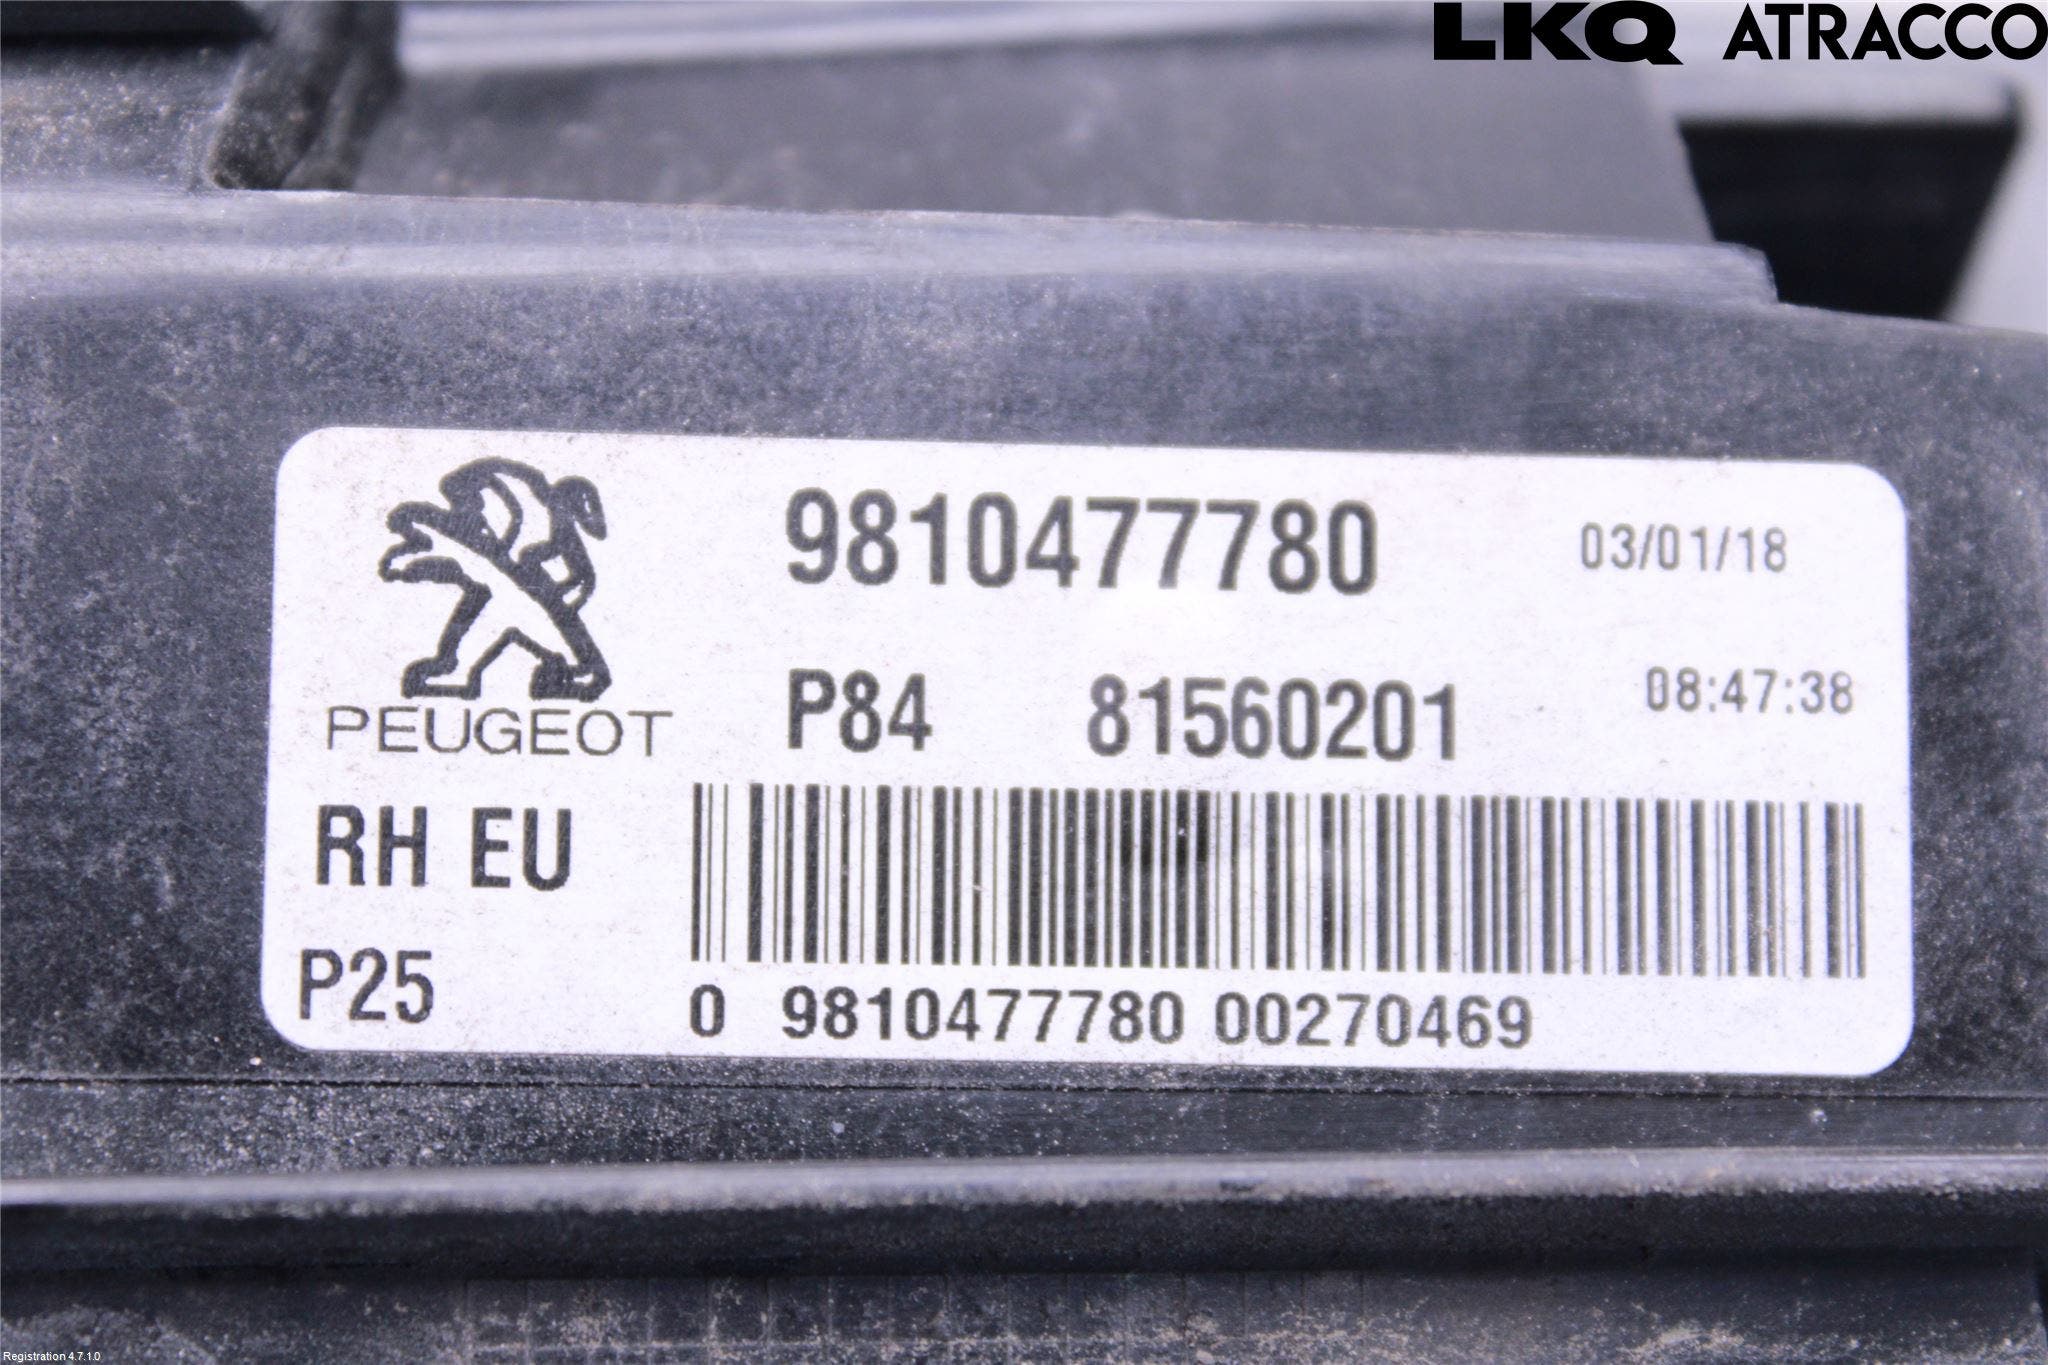 LKQ ATRACCO
9810477780 03/01/18
P84 81560201 08:47:38
PEUGEOT
RH EU
P25
0 9810477780 00270469
Registration 4.7.1.0